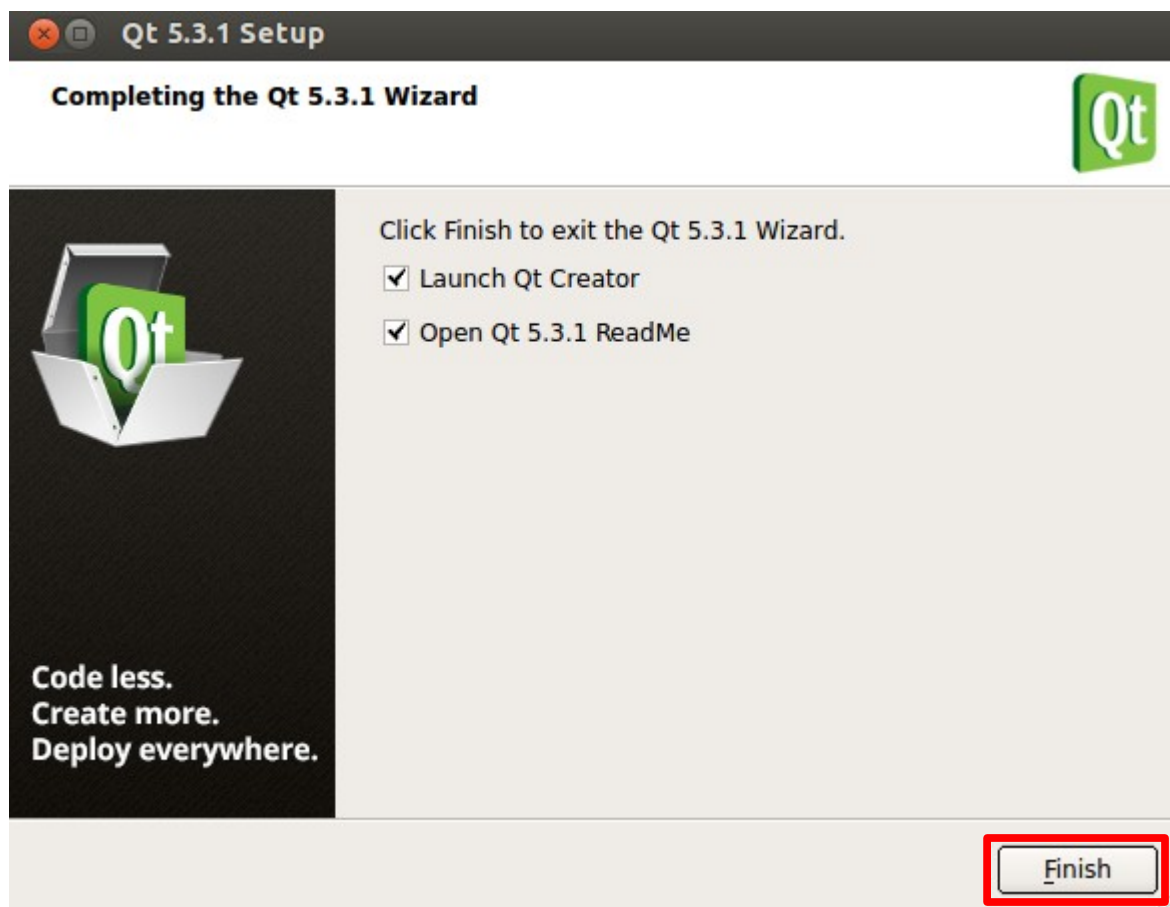 Qt 5.3.1 Setup
Completing the Qt 5.3.1 Wizard
Qt
Click Finish to exit the Qt 5.3.1 Wizard.
Launch Qt Creator
Open Qt 5.3.1 ReadMe
Qt
Code less.
Create more.
Deploy everywhere.
Finish